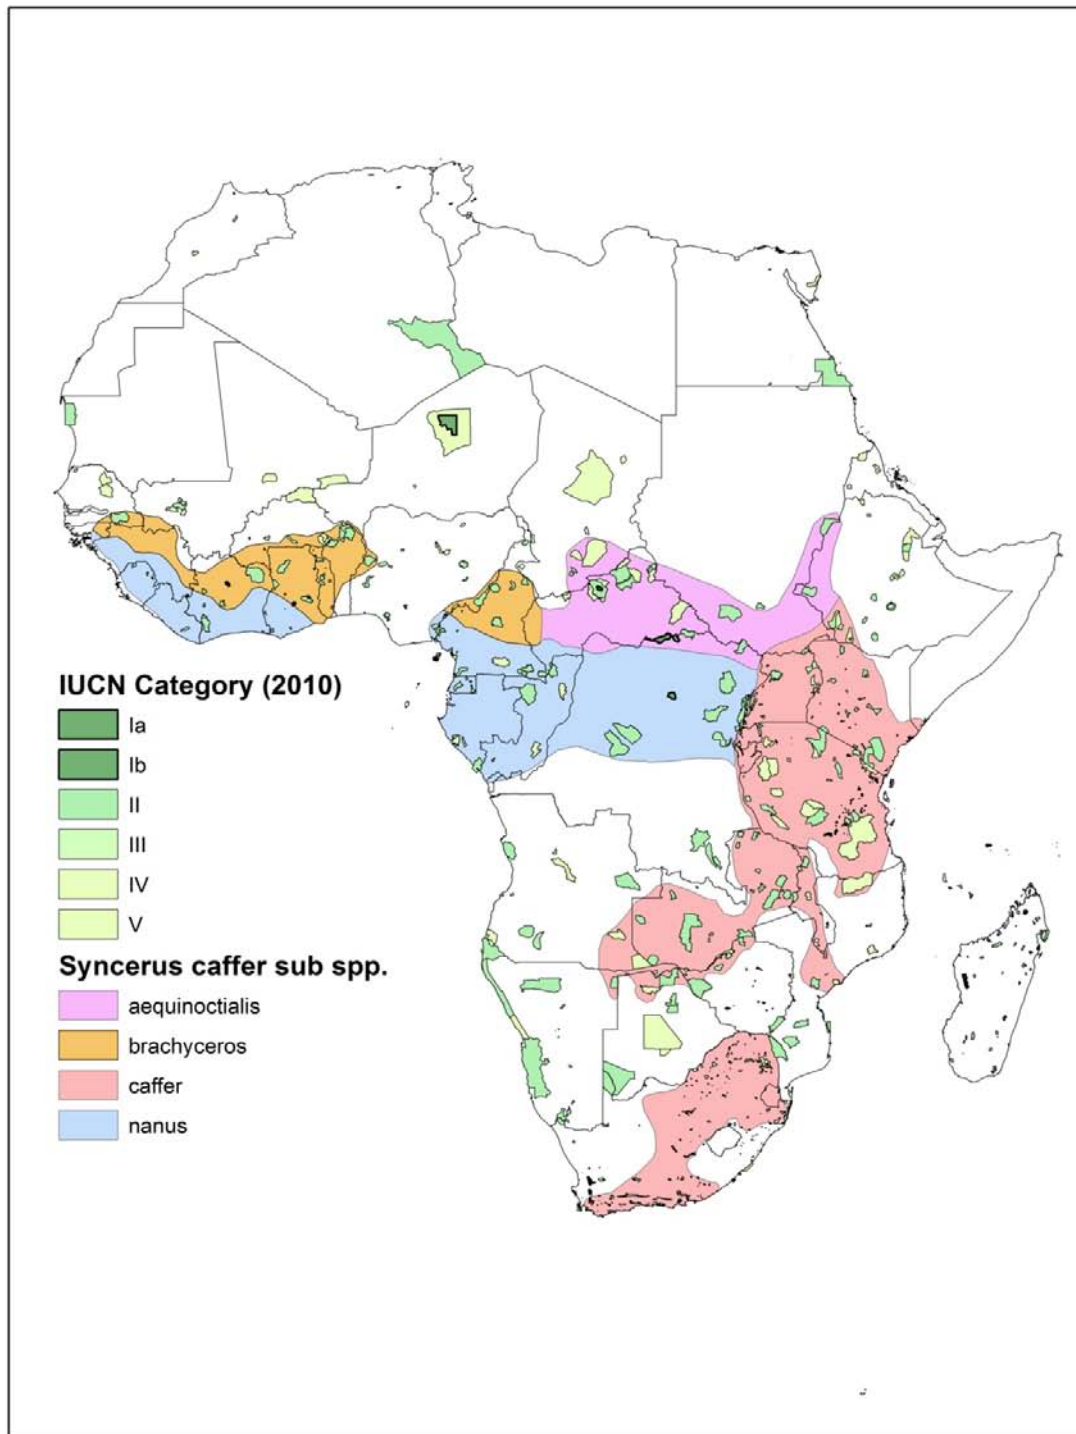 IUCN Category (2010)
Ia
Ib
II
III
IV
V
Syncerus caffer sub spp.
aequinoctialis
brachyceros
caffer
nanus